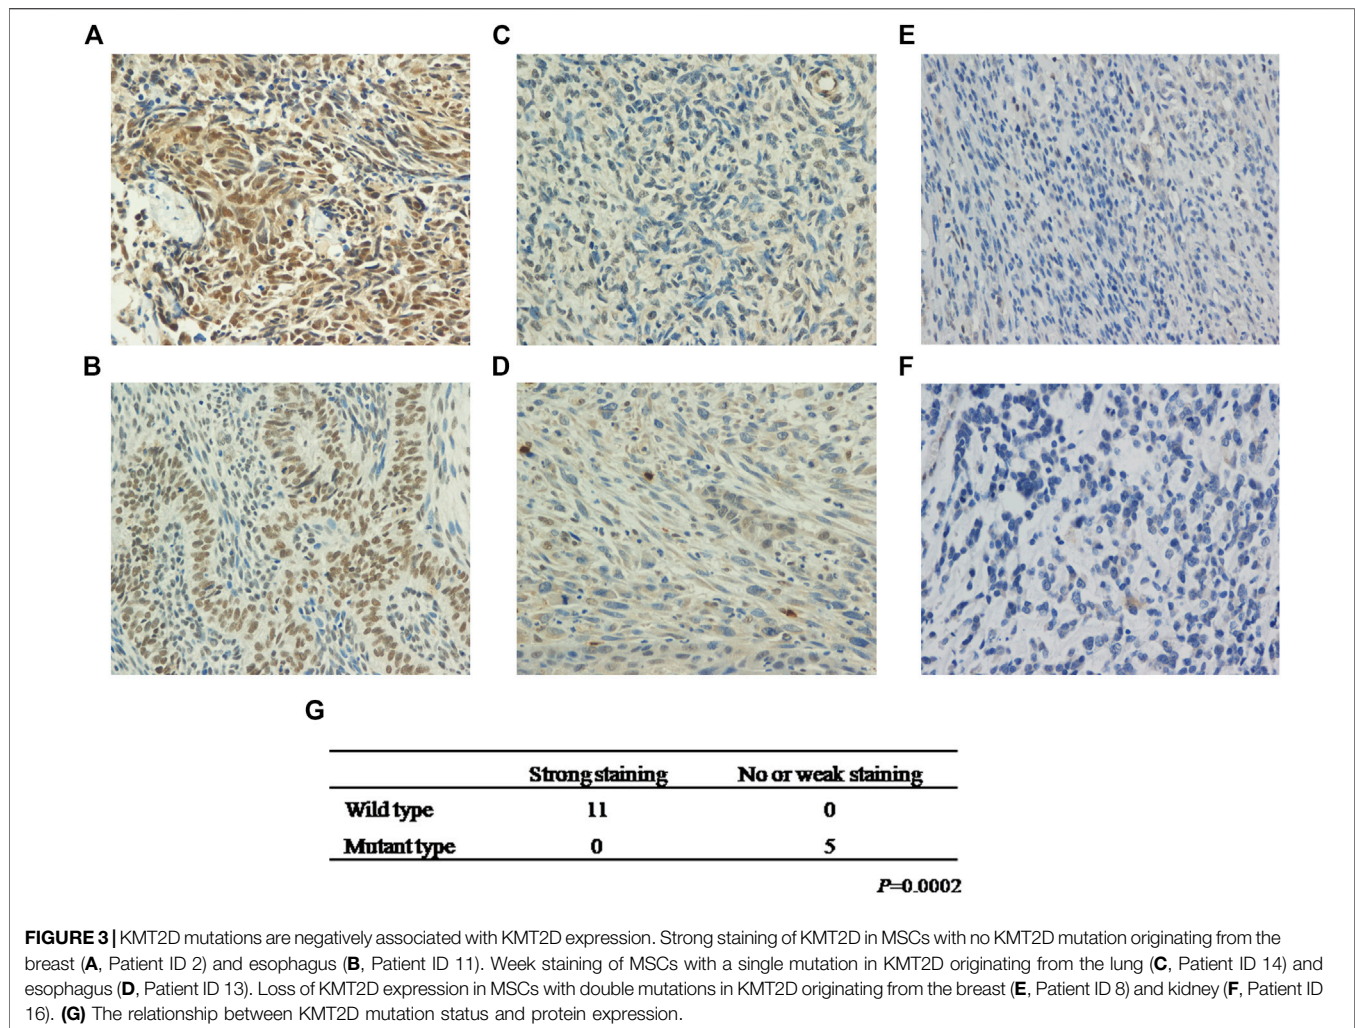 A
C
E
B
D
F
G
Strong staining No or weak staining
Wild type 11 0
Mutant type 0 5
P=0.0002
FIGURE 3 | KMT2D mutations are negatively associated with KMT2D expression. Strong staining of KMT2D in MSCs with no KMT2D mutation originating from the
breast (A, Patient ID 2) and esophagus (B, Patient ID 11). Week staining of MSCs with a single mutation in KMT2D originating from the lung (C, Patient ID 14) and
esophagus (D, Patient ID 13). Loss of KMT2D expression in MSCs with double mutations in KMT2D originating from the breast (E, Patient ID 8) and kidney (F, Patient ID
16). (G) The relationship between KMT2D mutation status and protein expression.